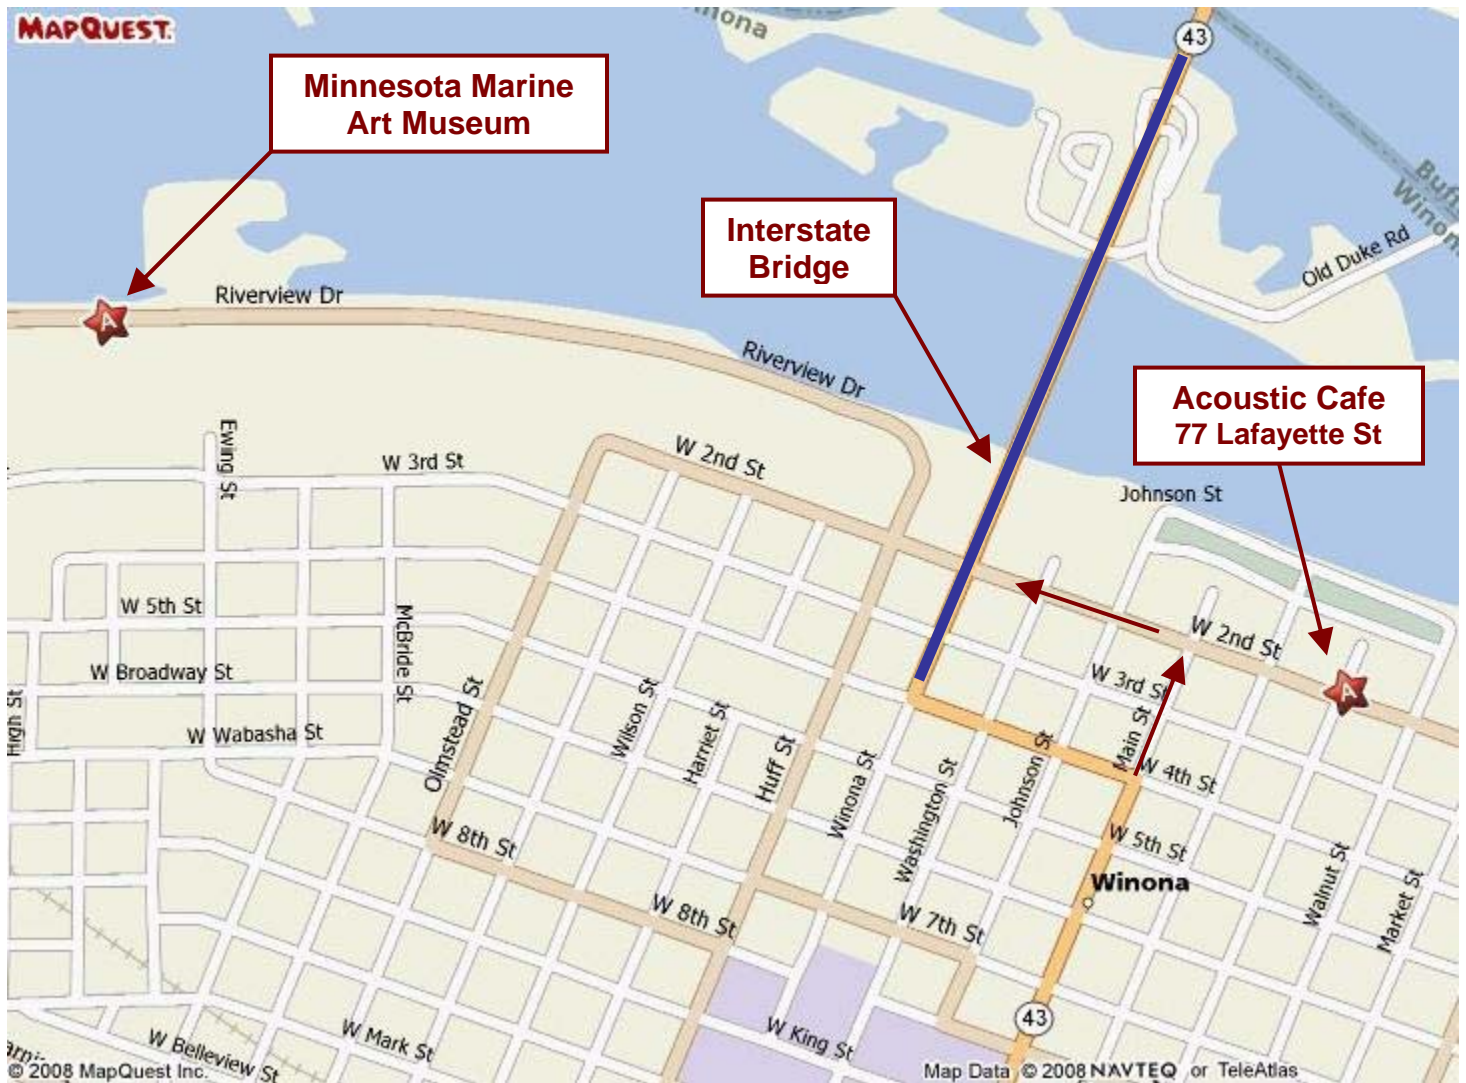 MAPQUEST.
inona
43
Minnesota Marine
Art Museum
Interstate
Bridge
Buff
Winon
Old Duke Rd
Riverview Dr
Riverview Dr
Acoustic Cafe
77 Lafayette St
Ewing St
W 3rd St
W 2nd St
Johnson St
W 5th St
McBride St
W 2nd St
W Broadway St
W 3rd St
High St
W Wabasha St
Olmstead St
Wilson St
Harriet St
Huff St
Winona St
Washington St
Johnson St
Main St
W 4th St
W 8th St
W 5th St
Winona
Walnut St
Market St
W 8th St
W 7th St
43
W Mark St
W King St
W Belleview St
© 2008 MapQuest Inc.
Map Data © 2008 NAVTEQ or TeleAtlas